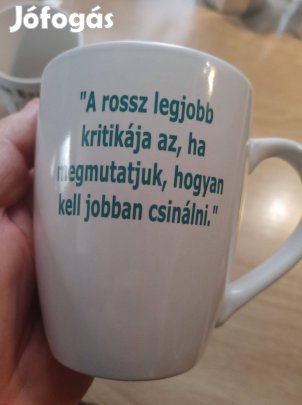 Jófogás
"A rossz legjobb
kritikája az, ha
megmutatjuk, hogyan
kell jobban csinálni."